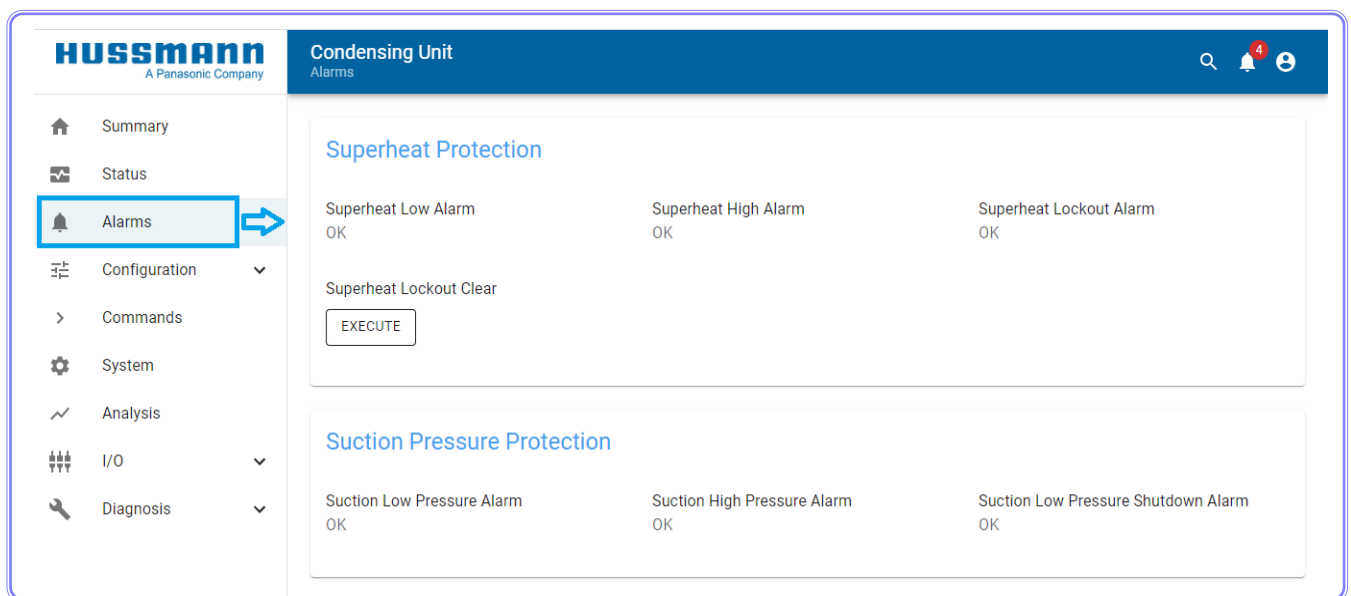 HUSSMANN
A Panasonic Company
Condensing Unit
Alarms
4
Summary
Status
Alarms
Configuration
Commands
System
Analysis
I/O
Diagnosis
Superheat Protection
Superheat Low Alarm Superheat High Alarm Superheat Lockout Alarm
OK OK OK
Superheat Lockout Clear
EXECUTE
Suction Pressure Protection
Suction Low Pressure Alarm Suction High Pressure Alarm Suction Low Pressure Shutdown Alarm
OK OK OK